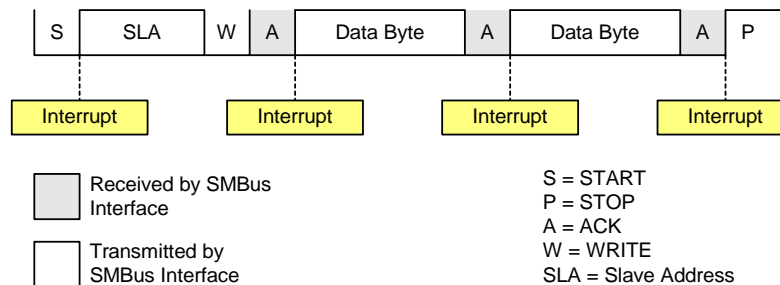 S SLA W A Data Byte A Data Byte A P
Interrupt Interrupt Interrupt Interrupt
Received by SMBus
Interface
Transmitted by
SMBus Interface
S = START
P = STOP
A = ACK
W = WRITE
SLA = Slave Address